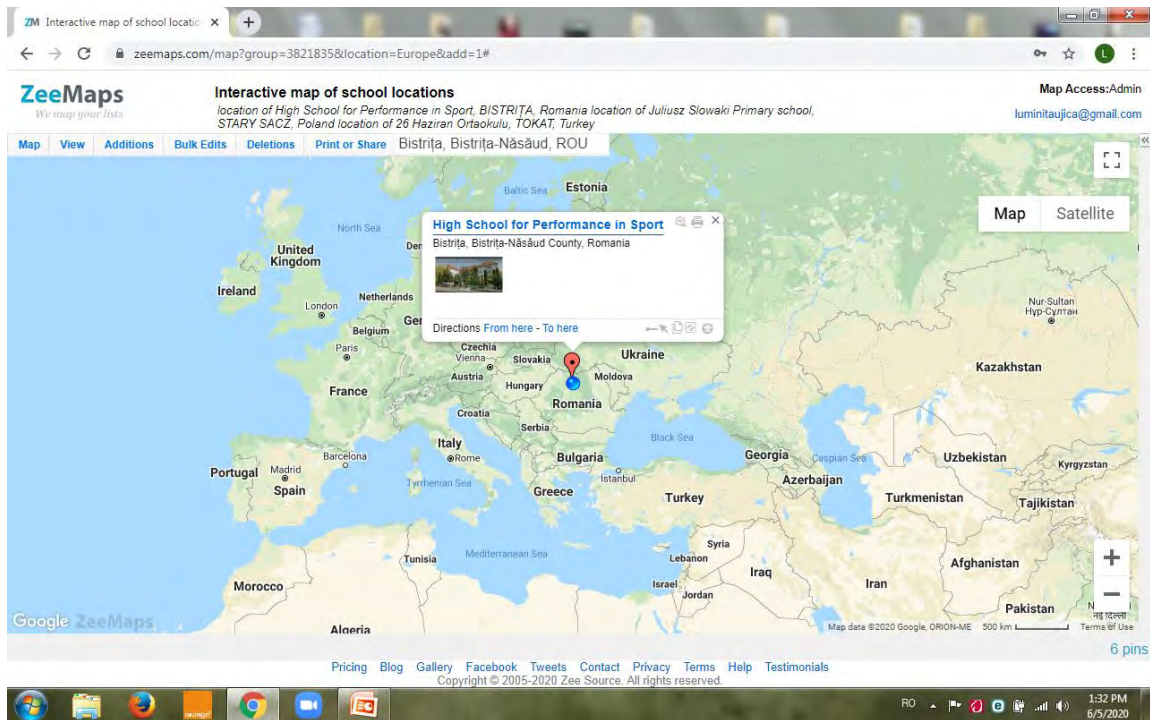 ZM Interactive map of school locatio
zeemaps.com/map?group=3821835&location=Europe&add=1#
L
ZeeMaps
We map your lists
Interactive map of school locations
location of High School for Performance in Sport, BISTRIȚA, Romania location of Juliusz Slowaki Primary school,
STARY SACZ, Poland location of 26 Haziran Ortaokulu, TOKAT, Turkey
Map Access:Admin
luminitaujica@gmail.com
Map View Additions Bulk Edits Deletions Print or Share Bistrița, Bistrița-Năsăud, ROU
Map Satellite
Baltic Sea
Estonia
North Sea
High School for Performance in Sport
Bistrița, Bistrița-Năsăud County, Romania
Directions From here - To here
United
Kingdom
Ireland
London
Netherlands
Belgium
Paris
Czechia
Vienna
Slovakia
Ukraine
Nur-Sultan
Нұр-Сұлтан
Kazakhstan
Austria
Hungary
Moldova
France
Romania
Croatia
Serbia
Italy
Rome
Barcelona
Bulgaria
Black Sea
Georgia
Caspian Sea
Uzbekistan
Kyrgyzstan
Portugal
Madrid
Spain
Tyrrhenian Sea
Greece
İstanbul
Turkey
Azerbaijan
Turkmenistan
Tajikistan
Tunisia
Mediterranean Sea
Syria
Lebanon
Iraq
Iran
Afghanistan
Morocco
Israel
Jordan
Pakistan
Algeria
Google ZeeMaps
Map data ©2020 Google, ORION-ME 500 km Terms of Use
6 pins
Pricing Blog Gallery Facebook Tweets Contact Privacy Terms Help Testimonials
Copyright © 2005-2020 Zee Source. All rights reserved.
orange
RO
1:32 PM
6/5/2020